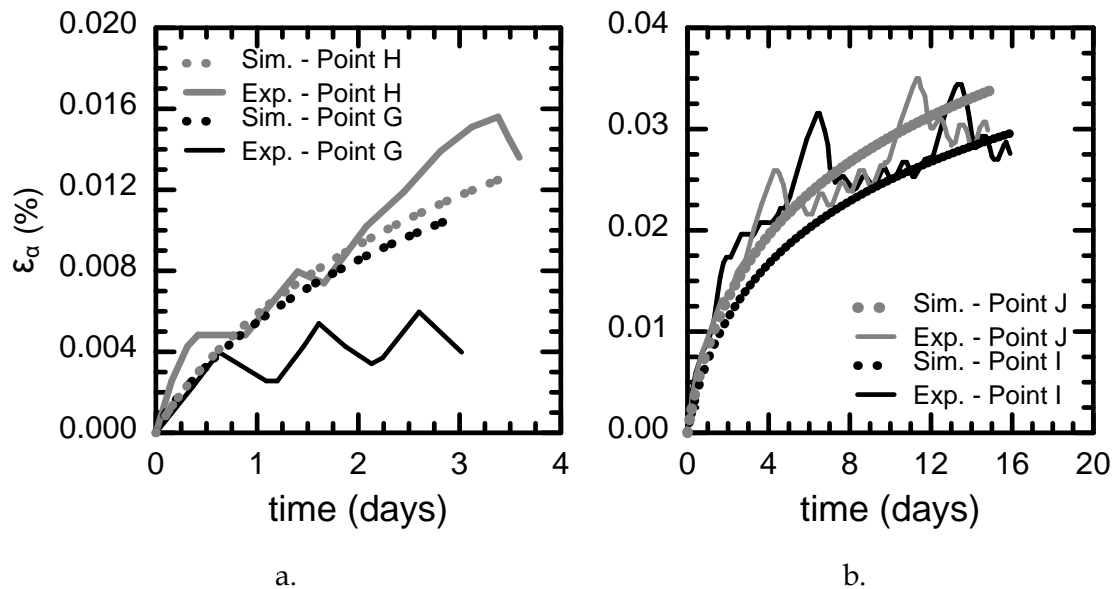 0.020
0.016
0.012
0.008
0.004
0.000
ε_α (%)
Sim. - Point H
Exp. - Point H
Sim. - Point G
Exp. - Point G
0 1 2 3 4
time (days)
a.
0.04
0.03
0.02
0.01
0.00
Sim. - Point J
Exp. - Point J
Sim. - Point I
Exp. - Point I
0 4 8 12 16 20
time (days)
b.